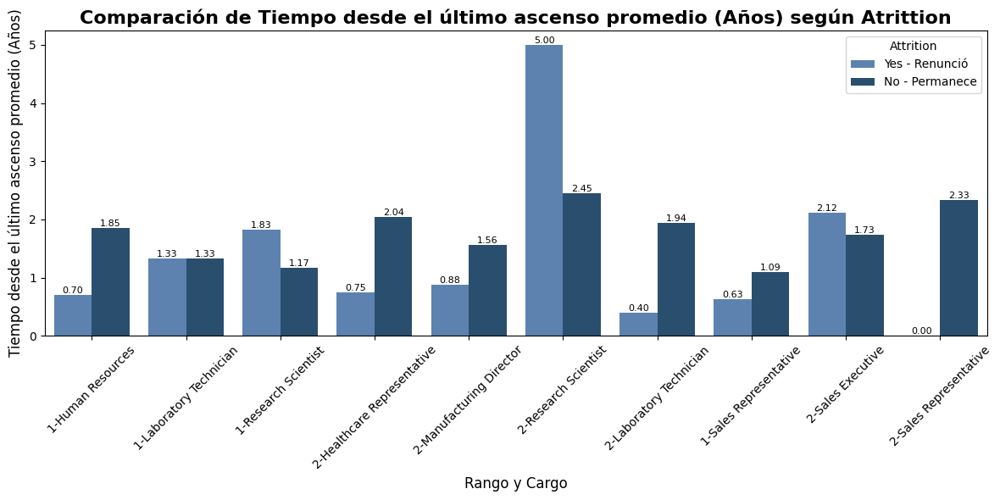 Comparación de Tiempo desde el último ascenso promedio (Años) según Atrittion
Tiempo desde el último ascenso promedio (Años)
5
4
3
2
1
0
Attrition
Yes - Renunció
No - Permanece
0.70
1.85
1.33
1.33
1.83
1.17
0.75
2.04
0.88
1.56
5.00
2.45
0.40
1.94
0.63
1.09
2.12
1.73
0.00
2.33
1-Human Resources
1-Laboratory Technician
1-Research Scientist
2-Healthcare Representative
2-Manufacturing Director
2-Research Scientist
2-Laboratory Technician
1-Sales Representative
2-Sales Executive
2-Sales Representative
Rango y Cargo